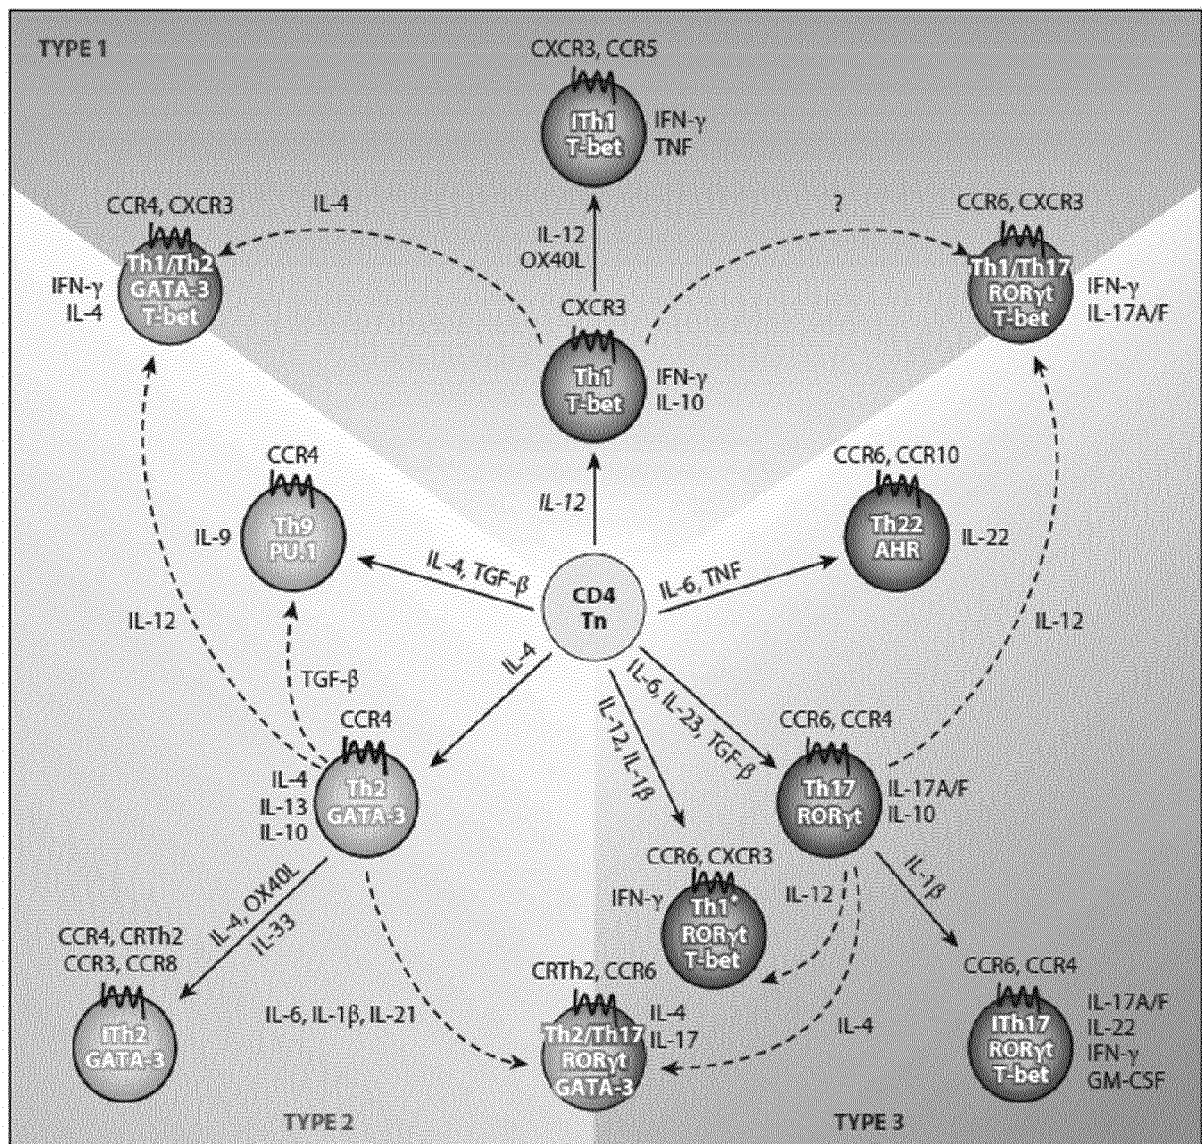 TYPE 1
CXCR3, CCR5
ITh1
T-bet
IFN-γ
TNF
CCR4, CXCR3
IL-4
?
CCR6, CXCR3
Th1/Th2
GATA-3
T-bet
IFN-γ
IL-4
IL-12
OX40L
Th1/Th17
RORγt
T-bet
IFN-γ
IL-17A/F
CXCR3
Th1
T-bet
IFN-γ
IL-10
CCR4
Th9
PU.1
IL-9
IL-12
CCR6, CCR10
Th22
AHR
IL-22
IL-4, TGF-β
CD4
Tn
IL-6, TNF
IL-12
TGF-β
IL-4
IL-6, IL-23, TGF-β
IL-12, IL-1β
IL-12
CCR4
Th2
GATA-3
IL-4
IL-13
IL-10
CCR6, CCR4
Th17
RORγt
IL-17A/F
IL-10
IL-4, OX40L
IL-33
CCR6, CXCR3
IFN-γ
Th1*
RORγt
T-bet
IL-12
IL-1β
CCR4, CRTh2
CCR3, CCR8
ITh2
GATA-3
IL-6, IL-1β, IL-21
CRTh2, CCR6
Th2/Th17
RORγt
GATA-3
IL-4
IL-17
IL-4
CCR6, CCR4
ITh17
RORγt
T-bet
IL-17A/F
IL-22
IFN-γ
GM-CSF
TYPE 2
TYPE 3